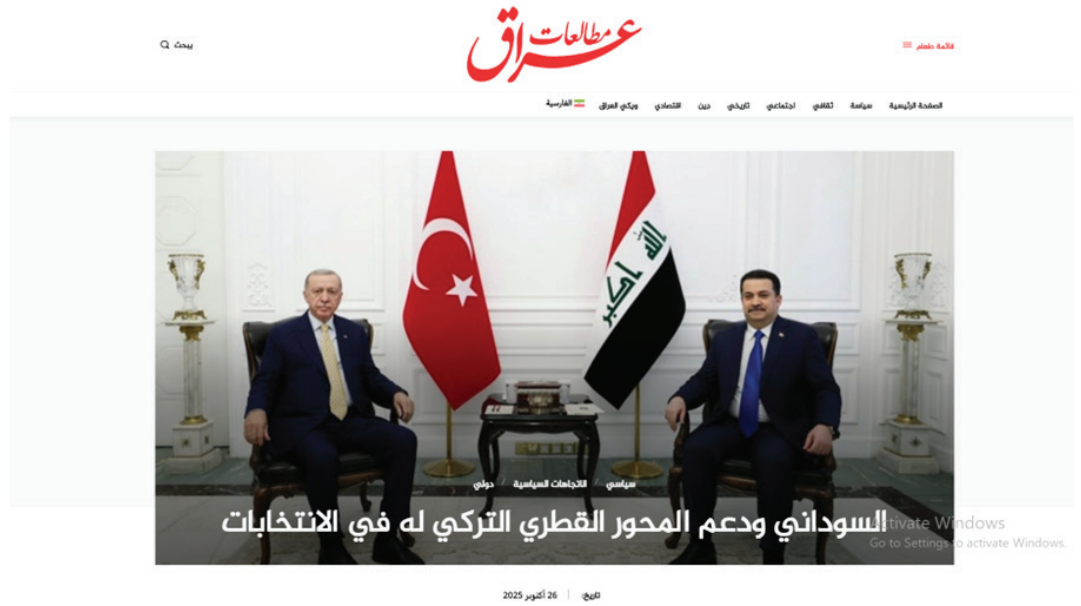 مطالعات عراق
قائمة طعام
يبحث
الصفحة الرئيسية سياسة ثقافي اجتماعي تاريخي دين اقتصادي ويكي العراق الفارسية
الله اكبر
سياسي / الاتجاهات السياسية / دولي
السوداني ودعم المحور القطري التركي له في الانتخابات
Activate Windows
Go to Settings to activate Windows.
تاريخ: | 26 أكتوبر 2025